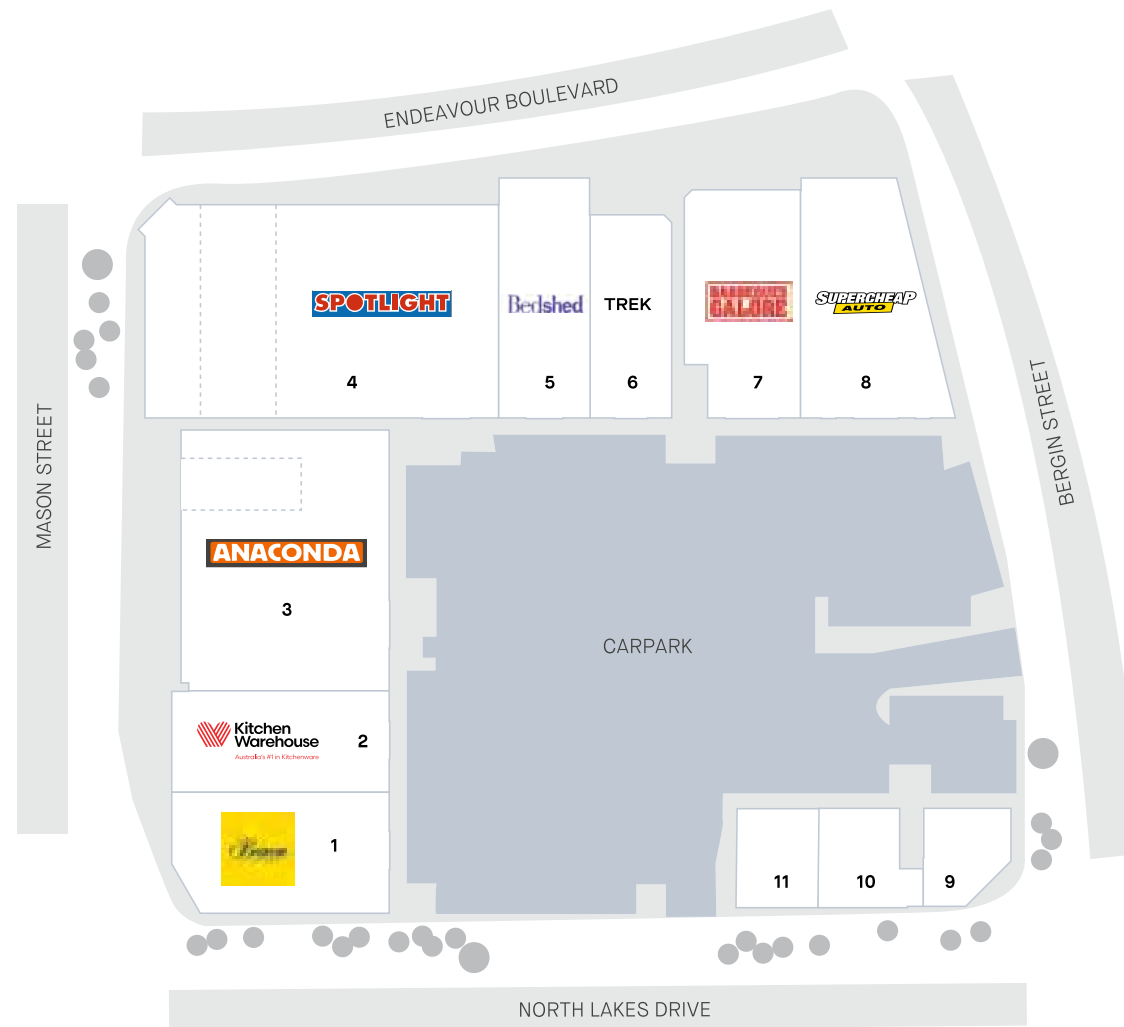 ENDEAVOUR BOULEVARD
SPOTLIGHT
Bedshed
TREK
BARBEQUES
GALORE
SUPERCHEAP
AUTO
4
5
6
7
8
MASON STREET
BERGIN STREET
ANACONDA
3
CARPARK
Kitchen
Warehouse
Australia's #1 in Kitchenware
2
1
11
10
9
NORTH LAKES DRIVE